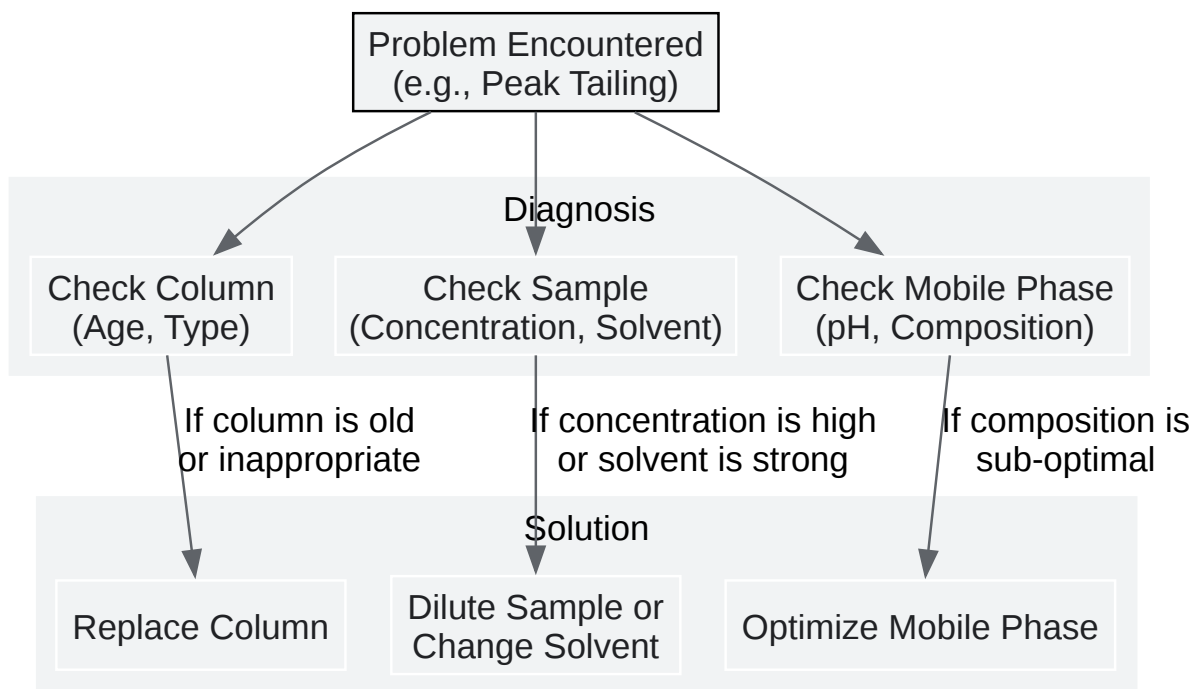 Problem Encountered
(e.g., Peak Tailing)
Diagnosis
Check Column
(Age, Type)
Check Sample
(Concentration, Solvent)
Check Mobile Phase
(pH, Composition)
If column is old
or inappropriate
If concentration is high
or solvent is strong
If composition is
sub-optimal
Solution
Replace Column
Dilute Sample or
Change Solvent
Optimize Mobile Phase